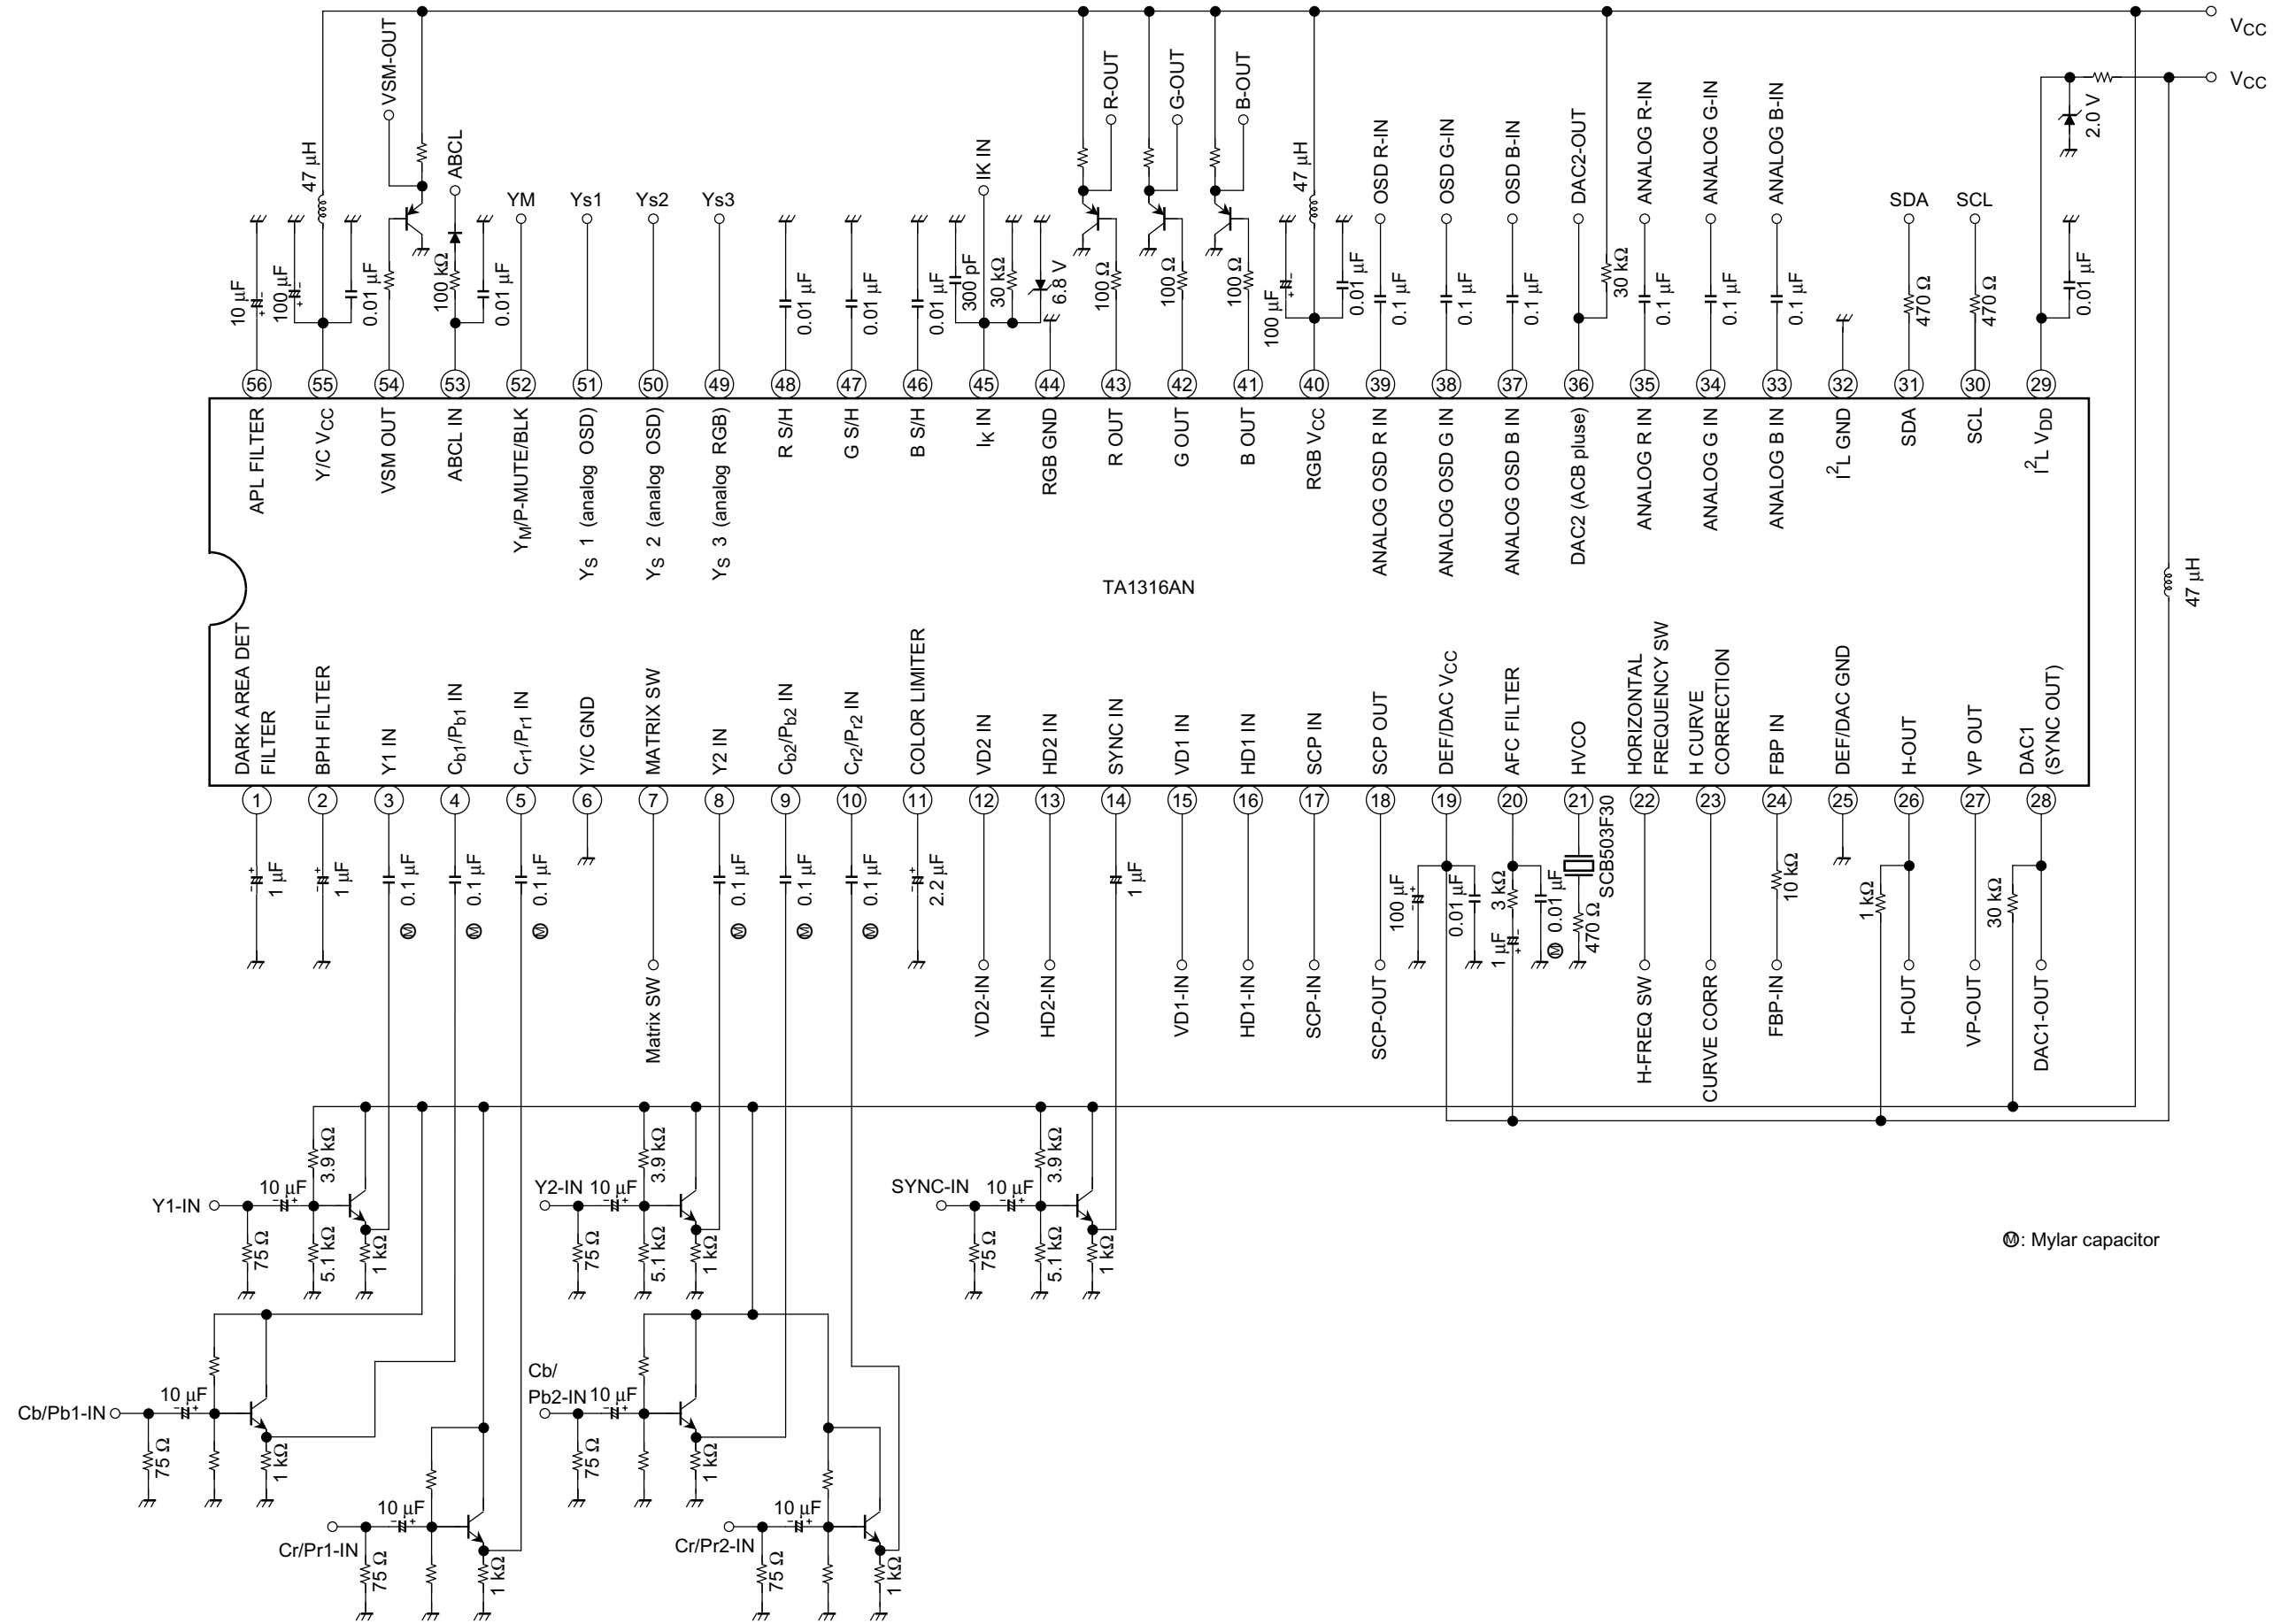 VCC
VCC
VSM-OUT
47 µH
ABCL
YM
Ys1
Ys2
Ys3
IK IN
R-OUT
G-OUT
B-OUT
47 µH
OSD R-IN
OSD G-IN
OSD B-IN
DAC2-OUT
ANALOG R-IN
ANALOG G-IN
ANALOG B-IN
SDA
SCL
2.0 V
10 µF
100 µF
0.01 µF
100 kΩ
0.01 µF
0.01 µF
0.01 µF
0.01 µF
300 pF
30 kΩ
6.8 V
100 Ω
100 Ω
100 Ω
100 µF
0.01 µF
0.1 µF
0.1 µF
0.1 µF
30 kΩ
0.1 µF
0.1 µF
0.1 µF
470 Ω
470 Ω
0.01 µF
56
55
54
53
52
51
50
49
48
47
46
45
44
43
42
41
40
39
38
37
36
35
34
33
32
31
30
29
APL FILTER
Y/C VCC
VSM OUT
ABCL IN
YM/P-MUTE/BLK
YS 1 (analog OSD)
YS 2 (analog OSD)
YS 3 (analog RGB)
R S/H
G S/H
B S/H
IK IN
RGB GND
R OUT
G OUT
B OUT
RGB VCC
ANALOG OSD R IN
ANALOG OSD G IN
ANALOG OSD B IN
DAC2 (ACB pluse)
ANALOG R IN
ANALOG G IN
ANALOG B IN
I2L GND
SDA
SCL
I2L VDD
TA1316AN
47 µH
DARK AREA DET
FILTER
BPH FILTER
Y1 IN
Cb1/Pb1 IN
Cr1/Pr1 IN
Y/C GND
MATRIX SW
Y2 IN
Cb2/Pb2 IN
Cr2/Pr2 IN
COLOR LIMITER
VD2 IN
HD2 IN
SYNC IN
VD1 IN
HD1 IN
SCP IN
SCP OUT
DEF/DAC VCC
AFC FILTER
HVCO
HORIZONTAL
FREQUENCY SW
H CURVE
CORRECTION
FBP IN
DEF/DAC GND
H-OUT
VP OUT
DAC1
(SYNC OUT)
1
2
3
4
5
6
7
8
9
10
11
12
13
14
15
16
17
18
19
20
21
22
23
24
25
26
27
28
1 µF
1 µF
Ⓜ 0.1 µF
Ⓜ 0.1 µF
Ⓜ 0.1 µF
Ⓜ 0.1 µF
Ⓜ 0.1 µF
Ⓜ 0.1 µF
2.2 µF
1 µF
100 µF
0.01 µF
3 kΩ
1 µF
Ⓜ 0.01 µF
SCB503F30
470 Ω
10 kΩ
1 kΩ
30 kΩ
Matrix SW
VD2-IN
HD2-IN
VD1-IN
HD1-IN
SCP-IN
SCP-OUT
H-FREQ SW
CURVE CORR
FBP-IN
H-OUT
VP-OUT
DAC1-OUT
Y1-IN
10 µF
3.9 kΩ
75 Ω
5.1 kΩ
1 kΩ
Y2-IN
10 µF
3.9 kΩ
75 Ω
5.1 kΩ
1 kΩ
SYNC-IN
10 µF
3.9 kΩ
75 Ω
5.1 kΩ
1 kΩ
Ⓜ: Mylar capacitor
Cb/Pb1-IN
10 µF
75 Ω
1 kΩ
Cb/
Pb2-IN
10 µF
75 Ω
1 kΩ
Cr/Pr1-IN
10 µF
75 Ω
1 kΩ
Cr/Pr2-IN
10 µF
75 Ω
1 kΩ